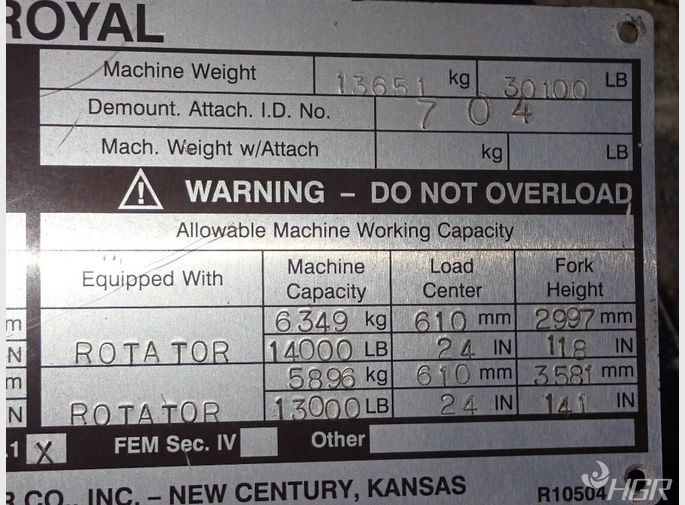 ROYAL
Machine Weight 13651 kg 30100 LB
Demount. Attach. I.D. No. 704
Mach. Weight w/Attach kg LB
WARNING – DO NOT OVERLOAD
Allowable Machine Working Capacity
Equipped With Machine Capacity Load Center Fork Height
m 6349 kg 610 mm 2997 mm
N ROTATOR 14000 LB 24 IN 118 IN
m 5896 kg 610 mm 3581 mm
N ROTATOR 13000 LB 24 IN 141 IN
.1 X FEM Sec. IV Other
R CO., INC. – NEW CENTURY, KANSAS R10504
HGR